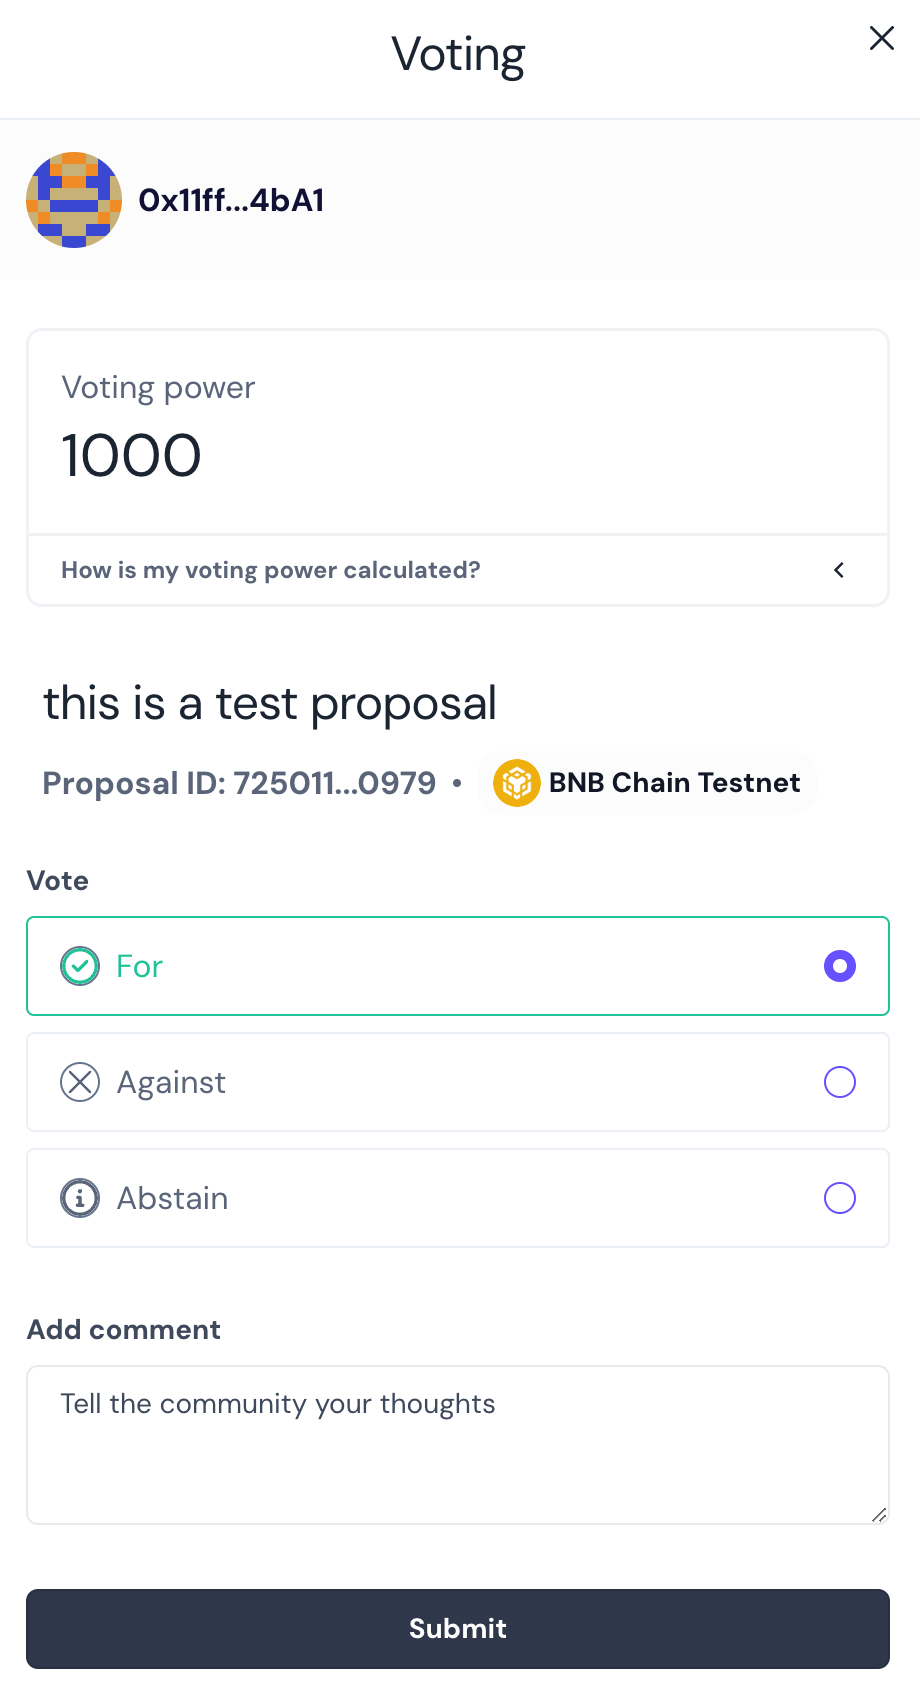 Voting
0x11ff...4bA1
Voting power
1000
How is my voting power calculated?
this is a test proposal
Proposal ID: 725011...0979 • BNB Chain Testnet
Vote
For
Against
Abstain
Add comment
Tell the community your thoughts
Submit